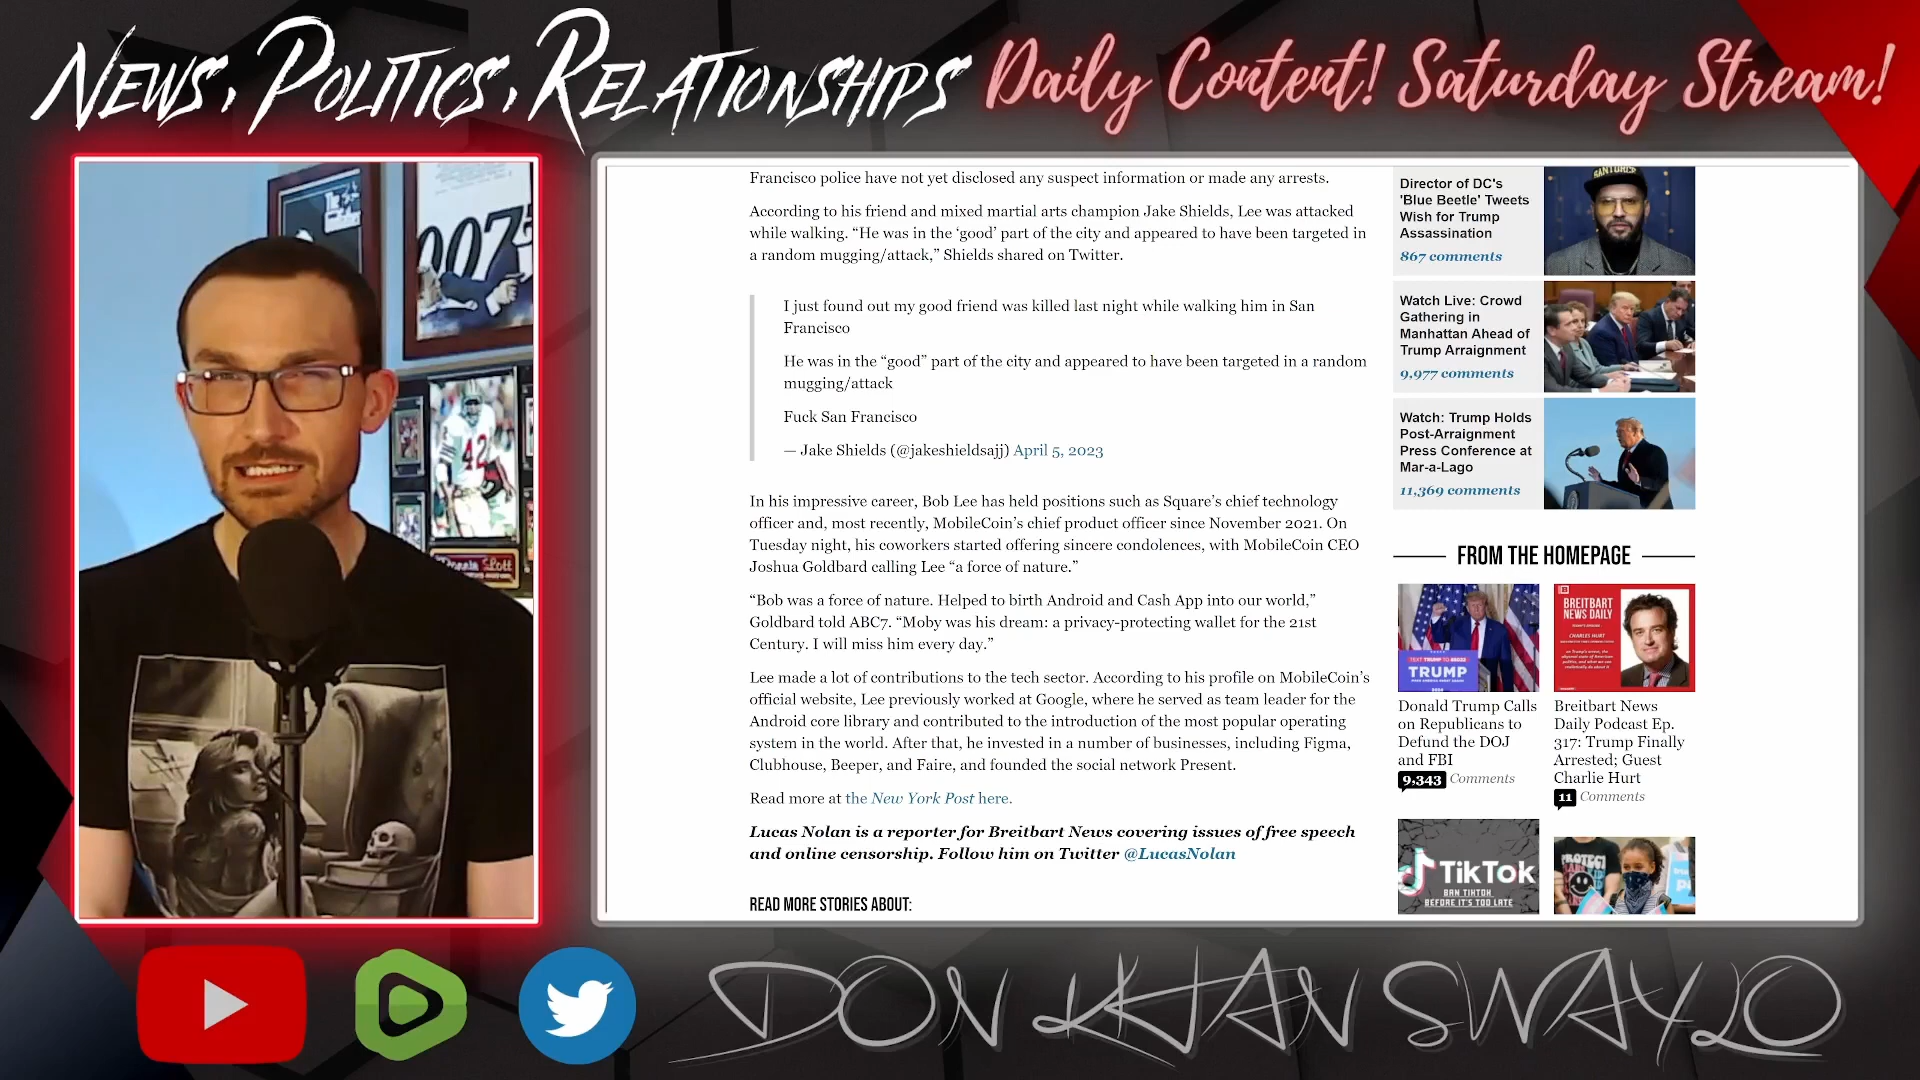 News, Politics, Relationships
Daily Content! Saturday Stream!
007
42
Francisco police have not yet disclosed any suspect information or made any arrests.
According to his friend and mixed martial arts champion Jake Shields, Lee was attacked
while walking. “He was in the ‘good’ part of the city and appeared to have been targeted in
a random mugging/attack,” Shields shared on Twitter.
I just found out my good friend was killed last night while walking him in San
Francisco
He was in the “good” part of the city and appeared to have been targeted in a random
mugging/attack
Fuck San Francisco
— Jake Shields (@jakeshieldsajj) April 5, 2023
In his impressive career, Bob Lee has held positions such as Square’s chief technology
officer and, most recently, MobileCoin’s chief product officer since November 2021. On
Tuesday night, his coworkers started offering sincere condolences, with MobileCoin CEO
Joshua Goldbard calling Lee “a force of nature.”
“Bob was a force of nature. Helped to birth Android and Cash App into our world,”
Goldbard told ABC7. “Moby was his dream: a privacy-protecting wallet for the 21st
Century. I will miss him every day.”
Lee made a lot of contributions to the tech sector. According to his profile on MobileCoin’s
official website, Lee previously worked at Google, where he served as team leader for the
Android core library and contributed to the introduction of the most popular operating
system in the world. After that, he invested in a number of businesses, including Figma,
Clubhouse, Beeper, and Faire, and founded the social network Present.
Read more at the New York Post here.
Lucas Nolan is a reporter for Breitbart News covering issues of free speech
and online censorship. Follow him on Twitter @LucasNolan
READ MORE STORIES ABOUT:
Director of DC's
'Blue Beetle' Tweets
Wish for Trump
Assassination
867 comments
Watch Live: Crowd
Gathering in
Manhattan Ahead of
Trump Arraignment
9,977 comments
Watch: Trump Holds
Post-Arraignment
Press Conference at
Mar-a-Lago
11,369 comments
FROM THE HOMEPAGE
TRUMP
Donald Trump Calls
on Republicans to
Defund the DOJ
and FBI
9,343 Comments
BREITBART
NEWS DAILY
CHARLIE HURT
Breitbart News
Daily Podcast Ep.
317: Trump Finally
Arrested; Guest
Charlie Hurt
11 Comments
TikTok
BAN TIKTOK
BEFORE IT'S TOO LATE
PROTECT
DON KHAN SWAYLO